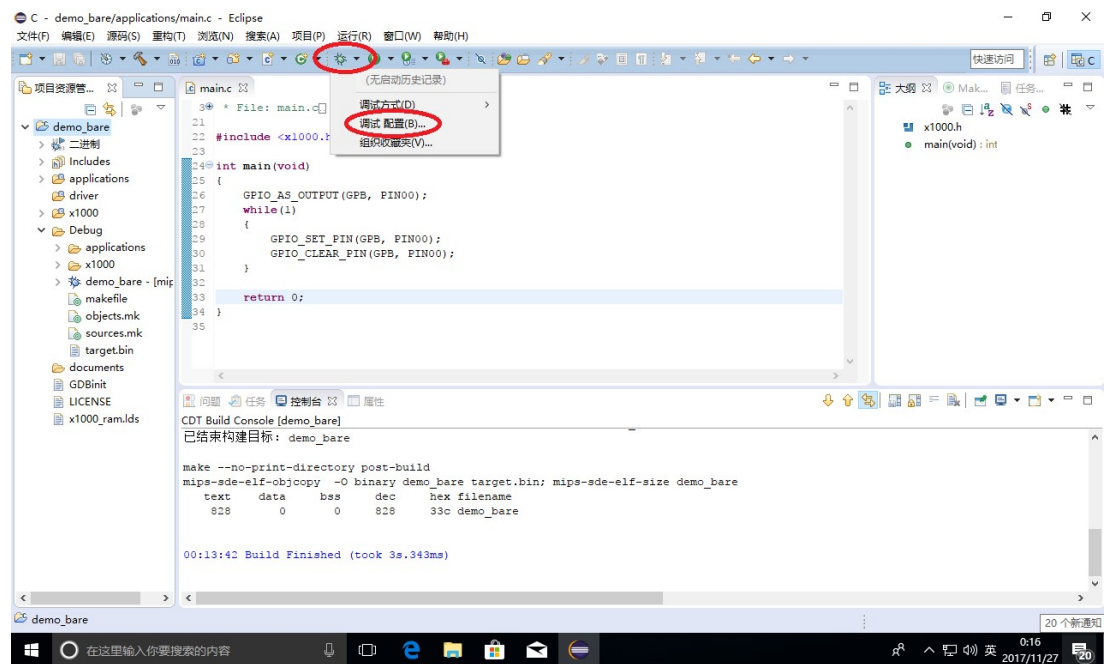 C - demo_bare/applications/main.c - Eclipse
文件(F) 编辑(E) 源码(S) 重构(T) 浏览(N) 搜索(A) 项目(P) 运行(R) 窗口(W) 帮助(H)
快速访问 C
(无启动历史记录)
调试方式(D)
调试 配置(B)...
组织收藏夹(V)...
项目资源管...
demo_bare
二进制
Includes
applications
driver
x1000
Debug
applications
x1000
demo_bare - [mip
makefile
objects.mk
sources.mk
target.bin
documents
GDBinit
LICENSE
x1000_ram.lds
main.c
3 * File: main.c
21
22 #include <x1000.h
23
24 int main(void)
25 {
26 GPIO_AS_OUTPUT(GPB, PIN00);
27 while(1)
28 {
29 GPIO_SET_PIN(GPB, PIN00);
30 GPIO_CLEAR_PIN(GPB, PIN00);
31 }
32
33 return 0;
34 }
35
大纲 Mak... 任务...
x1000.h
main(void) : int
问题 任务 控制台 属性
CDT Build Console [demo_bare]
已结束构建目标: demo_bare
make --no-print-directory post-build
mips-sde-elf-objcopy -O binary demo_bare target.bin; mips-sde-elf-size demo_bare
text data bss dec hex filename
828 0 0 828 33c demo_bare
00:13:42 Build Finished (took 3s.343ms)
demo_bare
20 个新通知
在这里输入你要搜索的内容
英
0:16
2017/11/27
20